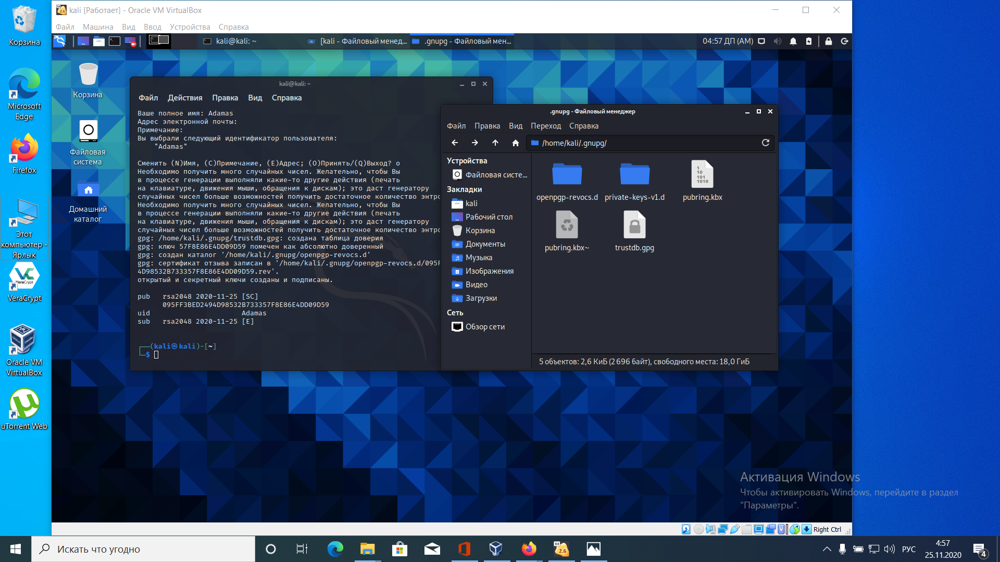 kali [Работает] - Oracle VM VirtualBox
Файл Машина Вид Ввод Устройства Справка
kali@kali: ~
[kali - Файловый менед...
.gnupg - Файловый мен...
04:57 ДП (AM)
Корзина
Microsoft
Edge
Firefox
Этот
компьютер -
Ярлык
VeraCrypt
Oracle VM
VirtualBox
uTorrent Web
Корзина
Файловая
система
Домашний
каталог
kali@kali: ~
Файл Действия Правка Вид Справка
Ваше полное имя: Adamas
Адрес электронной почты:
Примечание:
Вы выбрали следующий идентификатор пользователя:
"Adamas"
Сменить (N)Имя, (C)Примечание, (E)Адрес; (O)Принять/(Q)Выход? o
Необходимо получить много случайных чисел. Желательно, чтобы Вы
в процессе генерации выполняли какие-то другие действия (печать
на клавиатуре, движения мыши, обращения к дискам); это даст генератору
случайных чисел больше возможностей получить достаточное количество энтро
Необходимо получить много случайных чисел. Желательно, чтобы Вы
в процессе генерации выполняли какие-то другие действия (печать
на клавиатуре, движения мыши, обращения к дискам); это даст генератору
случайных чисел больше возможностей получить достаточное количество энтро
gpg: /home/kali/.gnupg/trustdb.gpg: создана таблица доверия
gpg: ключ 57F8E86E4DD09D59 помечен как абсолютно доверенный
gpg: создан каталог '/home/kali/.gnupg/openpgp-revocs.d'
gpg: сертификат отзыва записан в '/home/kali/.gnupg/openpgp-revocs.d/095F
4D98532B733357F8E86E4DD09D59.rev'.
открытый и секретный ключи созданы и подписаны.
pub rsa2048 2020-11-25 [SC]
095FF3BED2494D98532B733357F8E86E4DD09D59
uid Adamas
sub rsa2048 2020-11-25 [E]
(kali㉿kali)-[~]
$
.gnupg - Файловый менеджер
Файл Правка Вид Переход Справка
/home/kali/.gnupg/
Устройства
Файловая систе...
Закладки
kali
Рабочий стол
Корзина
Документы
Музыка
Изображения
Видео
Загрузки
Сеть
Обзор сети
openpgp-revocs.d private-keys-v1.d pubring.kbx
pubring.kbx~ trustdb.gpg
5 объектов: 2,6 КиБ (2 696 байт), свободного места: 18,0 ГиБ
Активация Windows
Чтобы активировать Windows, перейдите в раздел
"Параметры".
Right Ctrl
Искать что угодно
РУС
4:57
25.11.2020
4